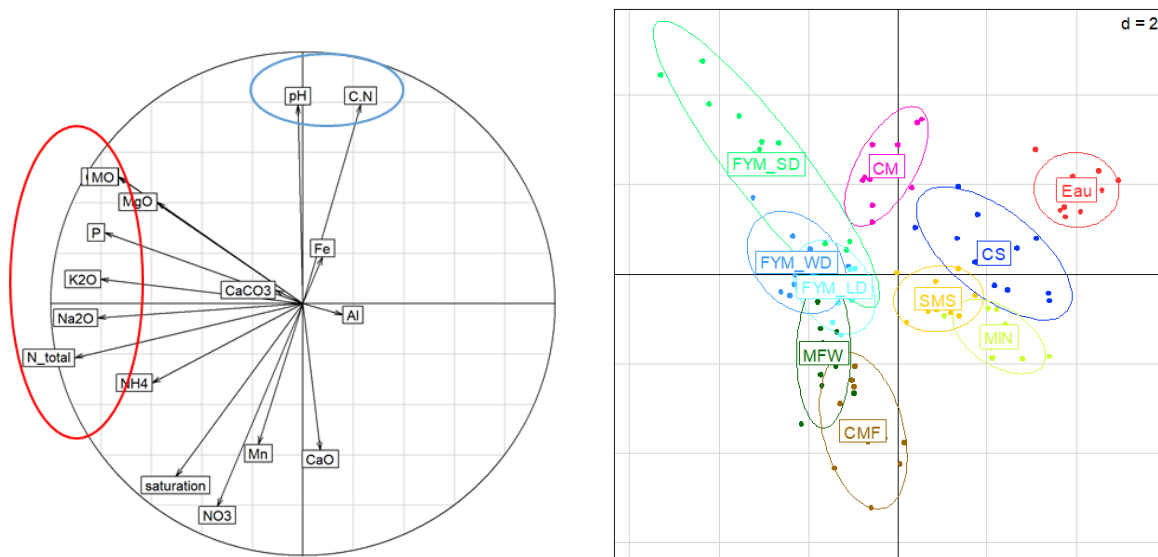 pH
C.N
MO
MgO
P
Fe
K2O
CaCO3
Na2O
Al
N_total
NH4
Mn
CaO
saturation
NO3
d = 2
FYM_SD
CM
Eau
FYM_WD
CS
FYM_LD
SMS
MIN
MFW
CMF